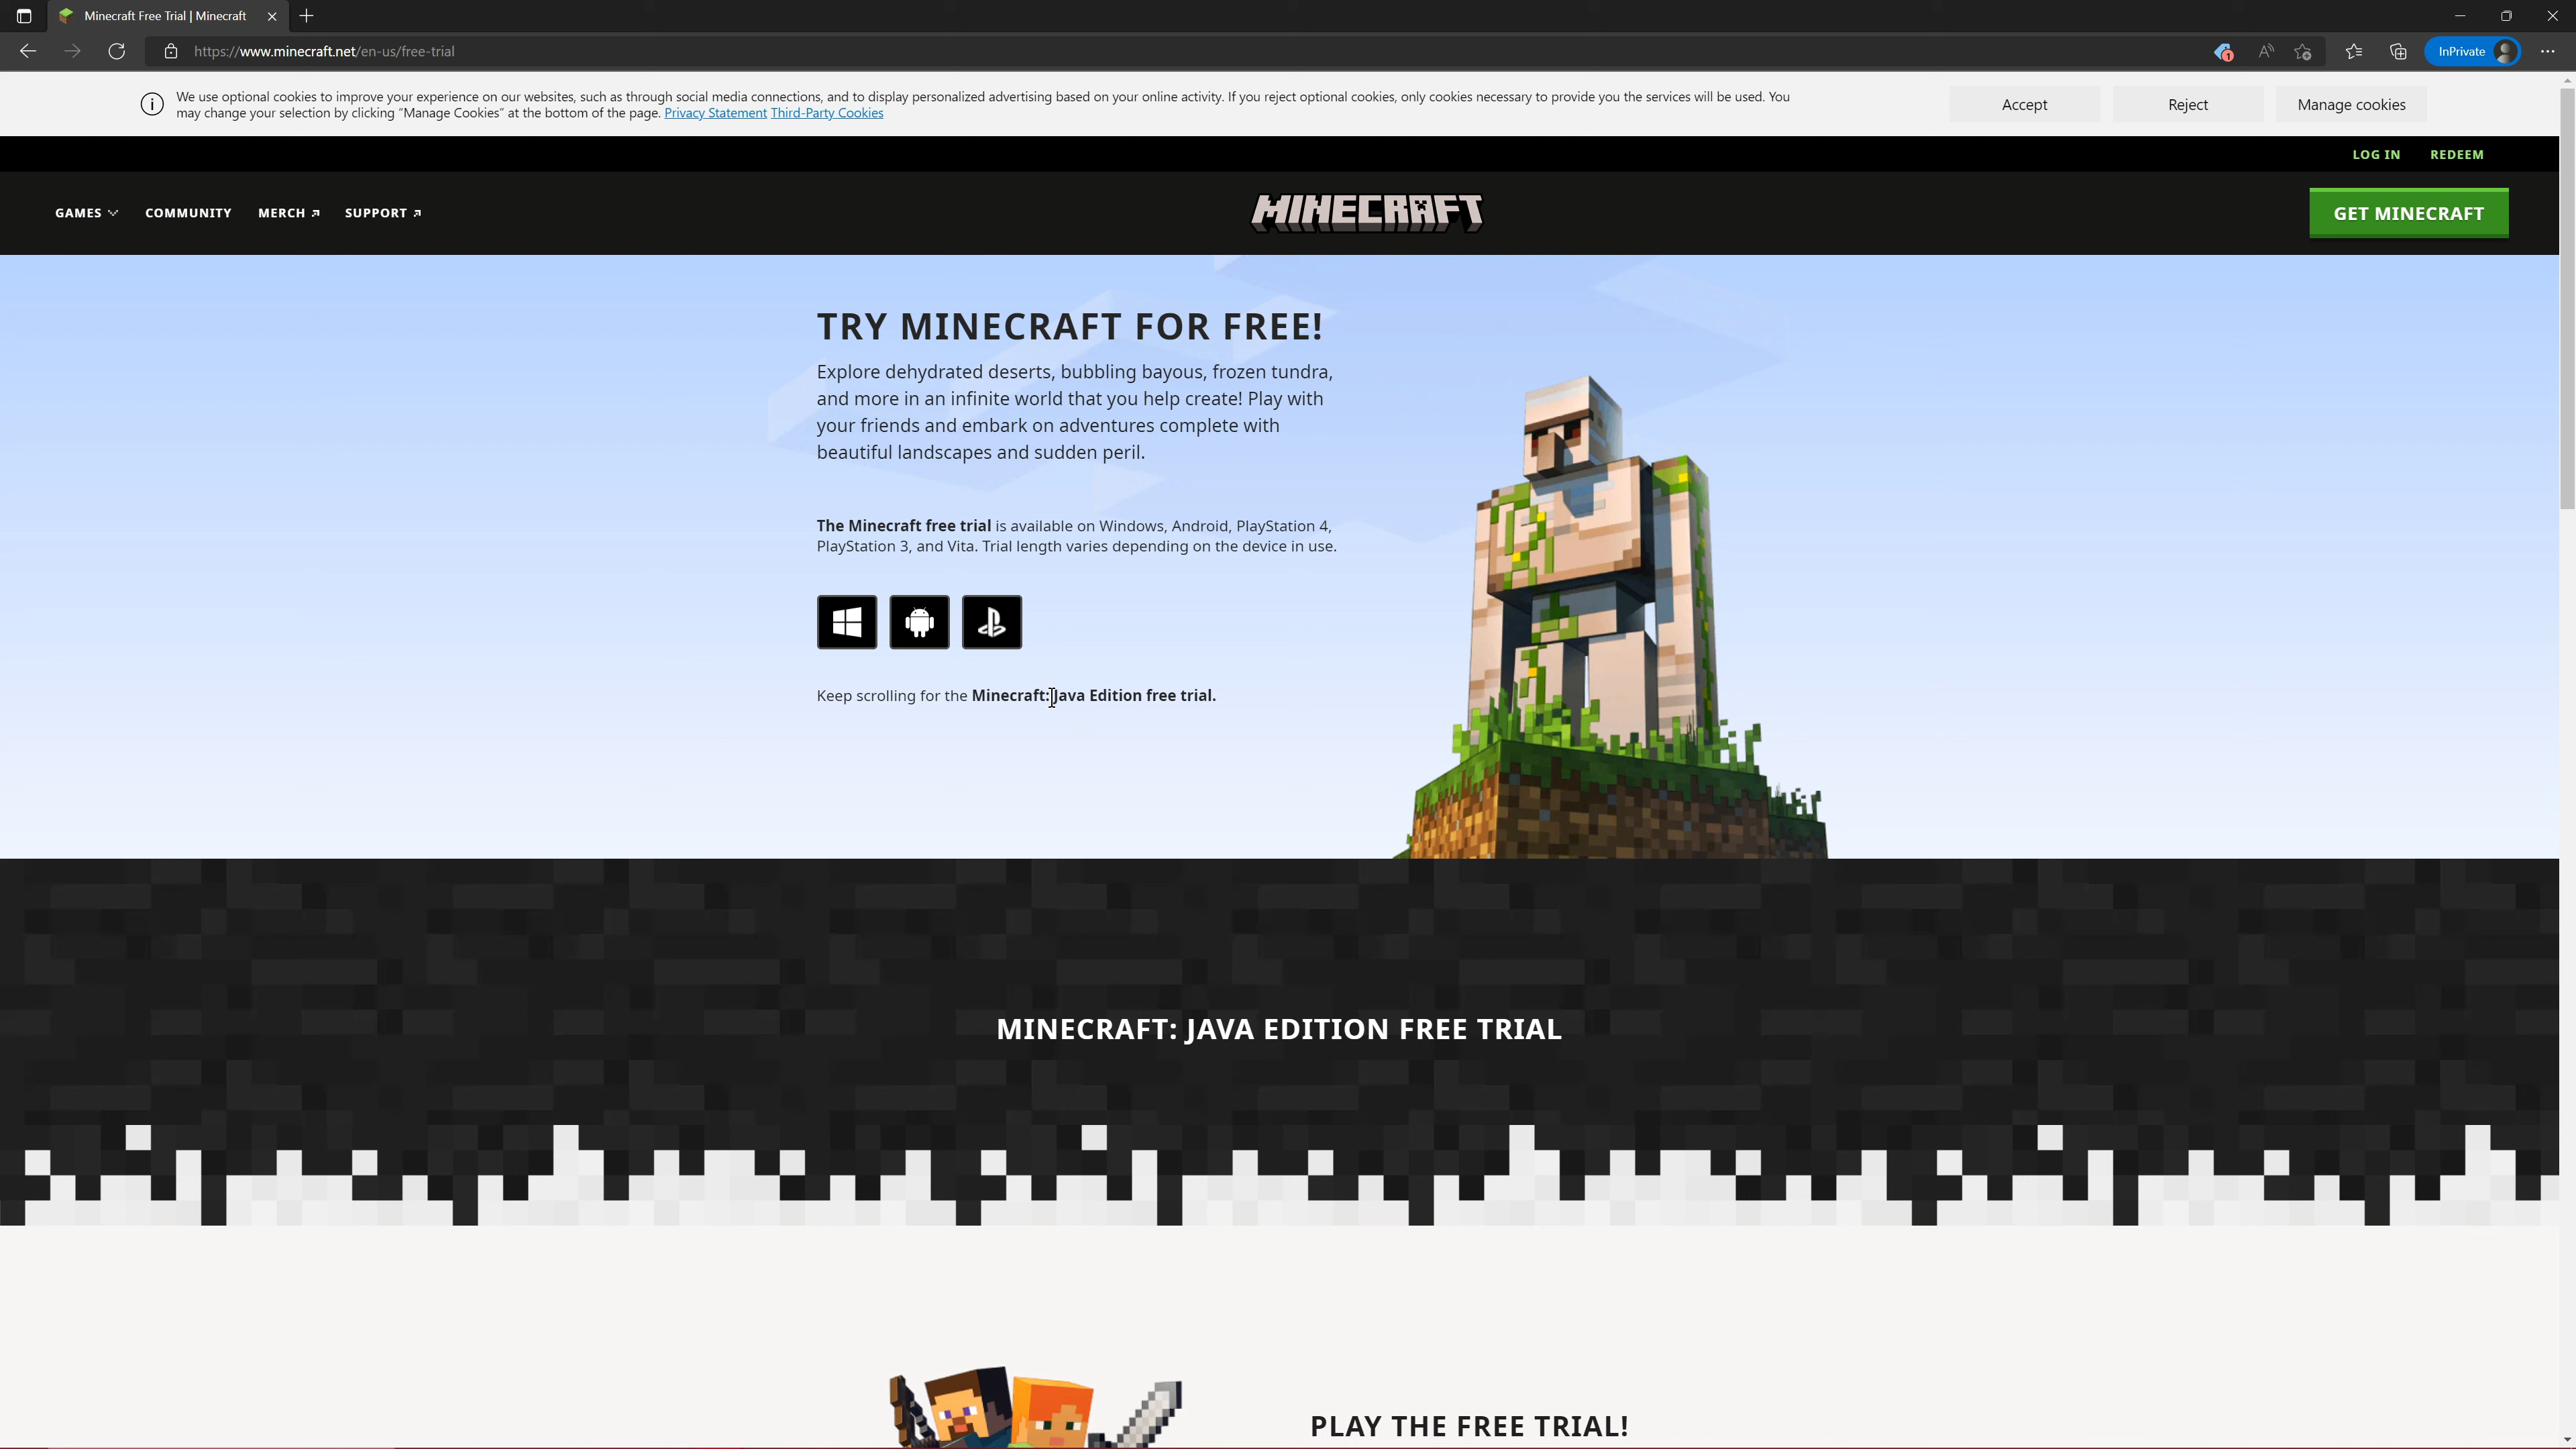 Minecraft Free Trial | Minecraft
https://www.minecraft.net/en-us/free-trial
1
InPrivate
We use optional cookies to improve your experience on our websites, such as through social media connections, and to display personalized advertising based on your online activity. If you reject optional cookies, only cookies necessary to provide you the services will be used. You
may change your selection by clicking “Manage Cookies” at the bottom of the page. Privacy Statement Third-Party Cookies
Accept
Reject
Manage cookies
LOG IN
REDEEM
GAMES
COMMUNITY
MERCH
SUPPORT
MINECRAFT
GET MINECRAFT
TRY MINECRAFT FOR FREE!
Explore dehydrated deserts, bubbling bayous, frozen tundra,
and more in an infinite world that you help create! Play with
your friends and embark on adventures complete with
beautiful landscapes and sudden peril.
The Minecraft free trial is available on Windows, Android, PlayStation 4,
PlayStation 3, and Vita. Trial length varies depending on the device in use.
Keep scrolling for the Minecraft: Java Edition free trial.
MINECRAFT: JAVA EDITION FREE TRIAL
PLAY THE FREE TRIAL!